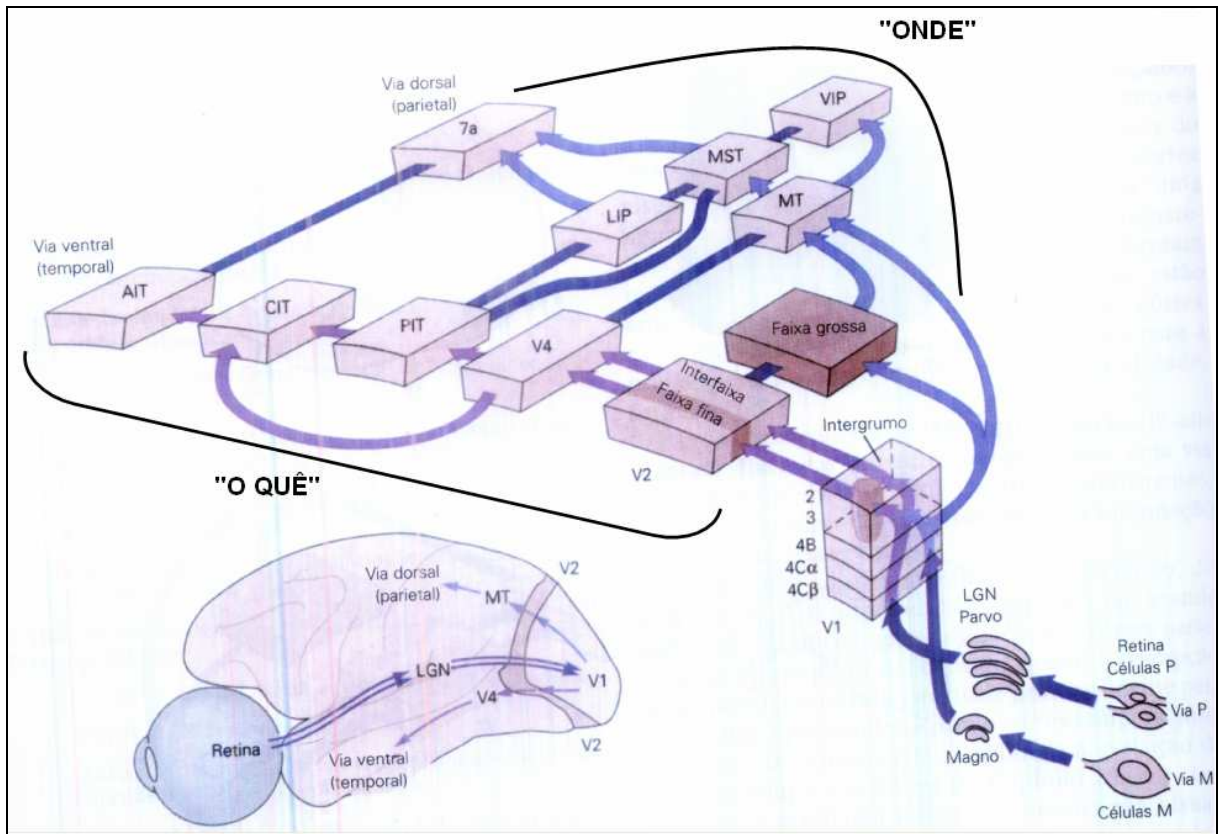 "ONDE"
Via dorsal
(parietal)
7a
VIP
MST
MT
LIP
Via ventral
(temporal)
AIT
CIT
PIT
V4
Faixa grossa
Interfaixa
Faixa fina
V2
Intergrumo
"O QUÊ"
2
3
4B
4Cα
4Cβ
V1
LGN
Parvo
Retina
Células P
Via P
Magno
Via M
Células M
V2
Via dorsal
(parietal)
MT
LGN
V1
V4
Retina
V2
Via ventral
(temporal)